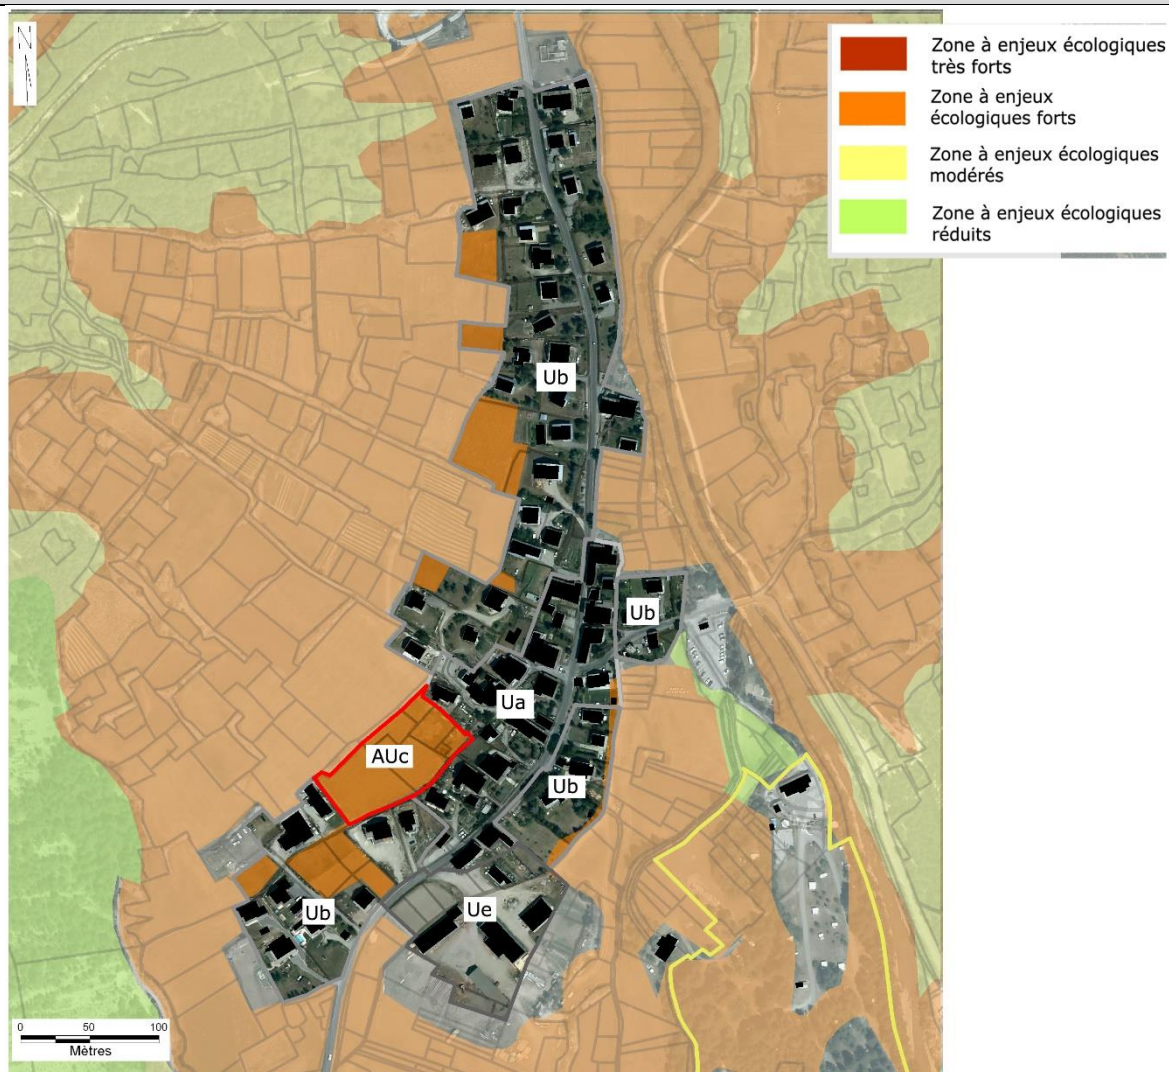 N
Zone à enjeux écologiques
très forts
Zone à enjeux
écologiques forts
Zone à enjeux écologiques
modérés
Zone à enjeux écologiques
réduits
Ub
Ub
Ua
AUc
Ub
Ub
Ue
0 50 100
Mètres